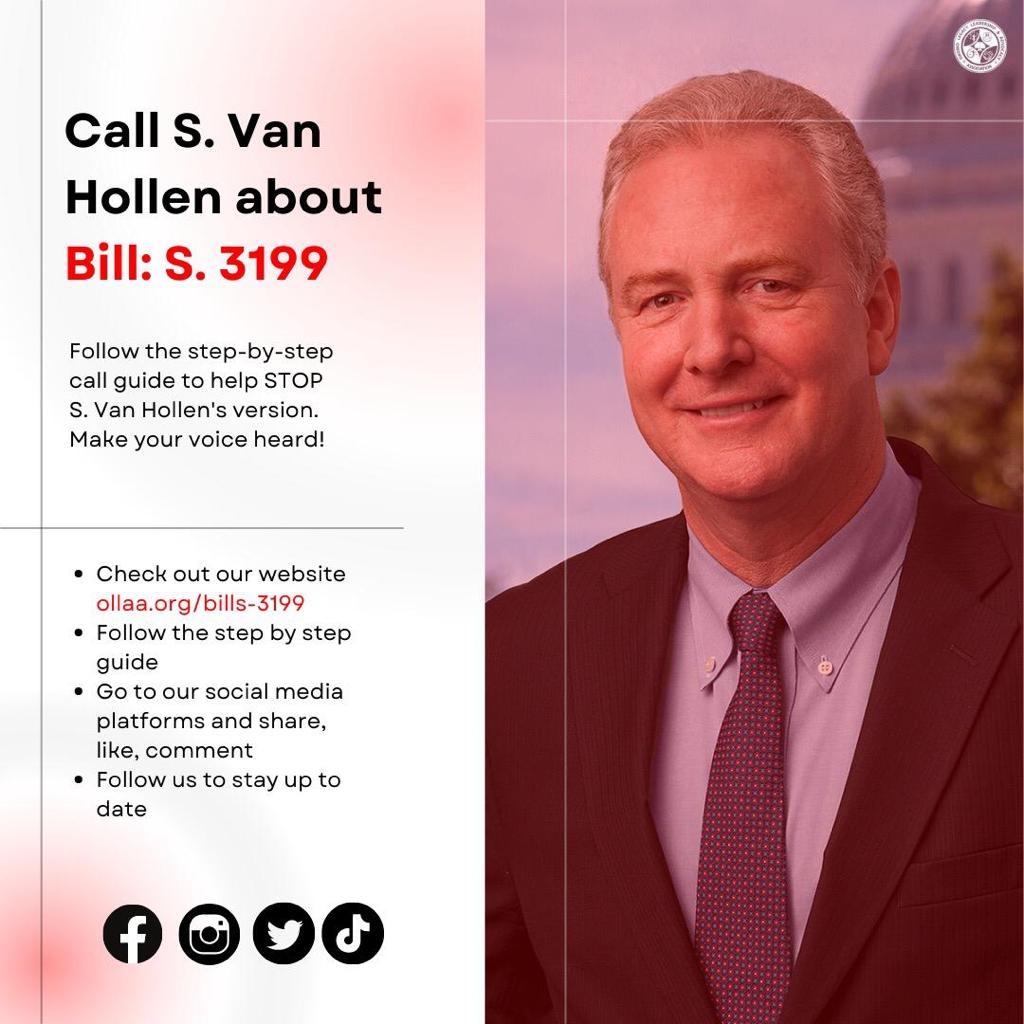 Call S. Van
Hollen about
Bill: S. 3199
Follow the step-by-step
call guide to help STOP
S. Van Hollen's version.
Make your voice heard!
• Check out our website
ollaa.org/bills-3199
• Follow the step by step
guide
• Go to our social media
platforms and share,
like, comment
• Follow us to stay up to
date